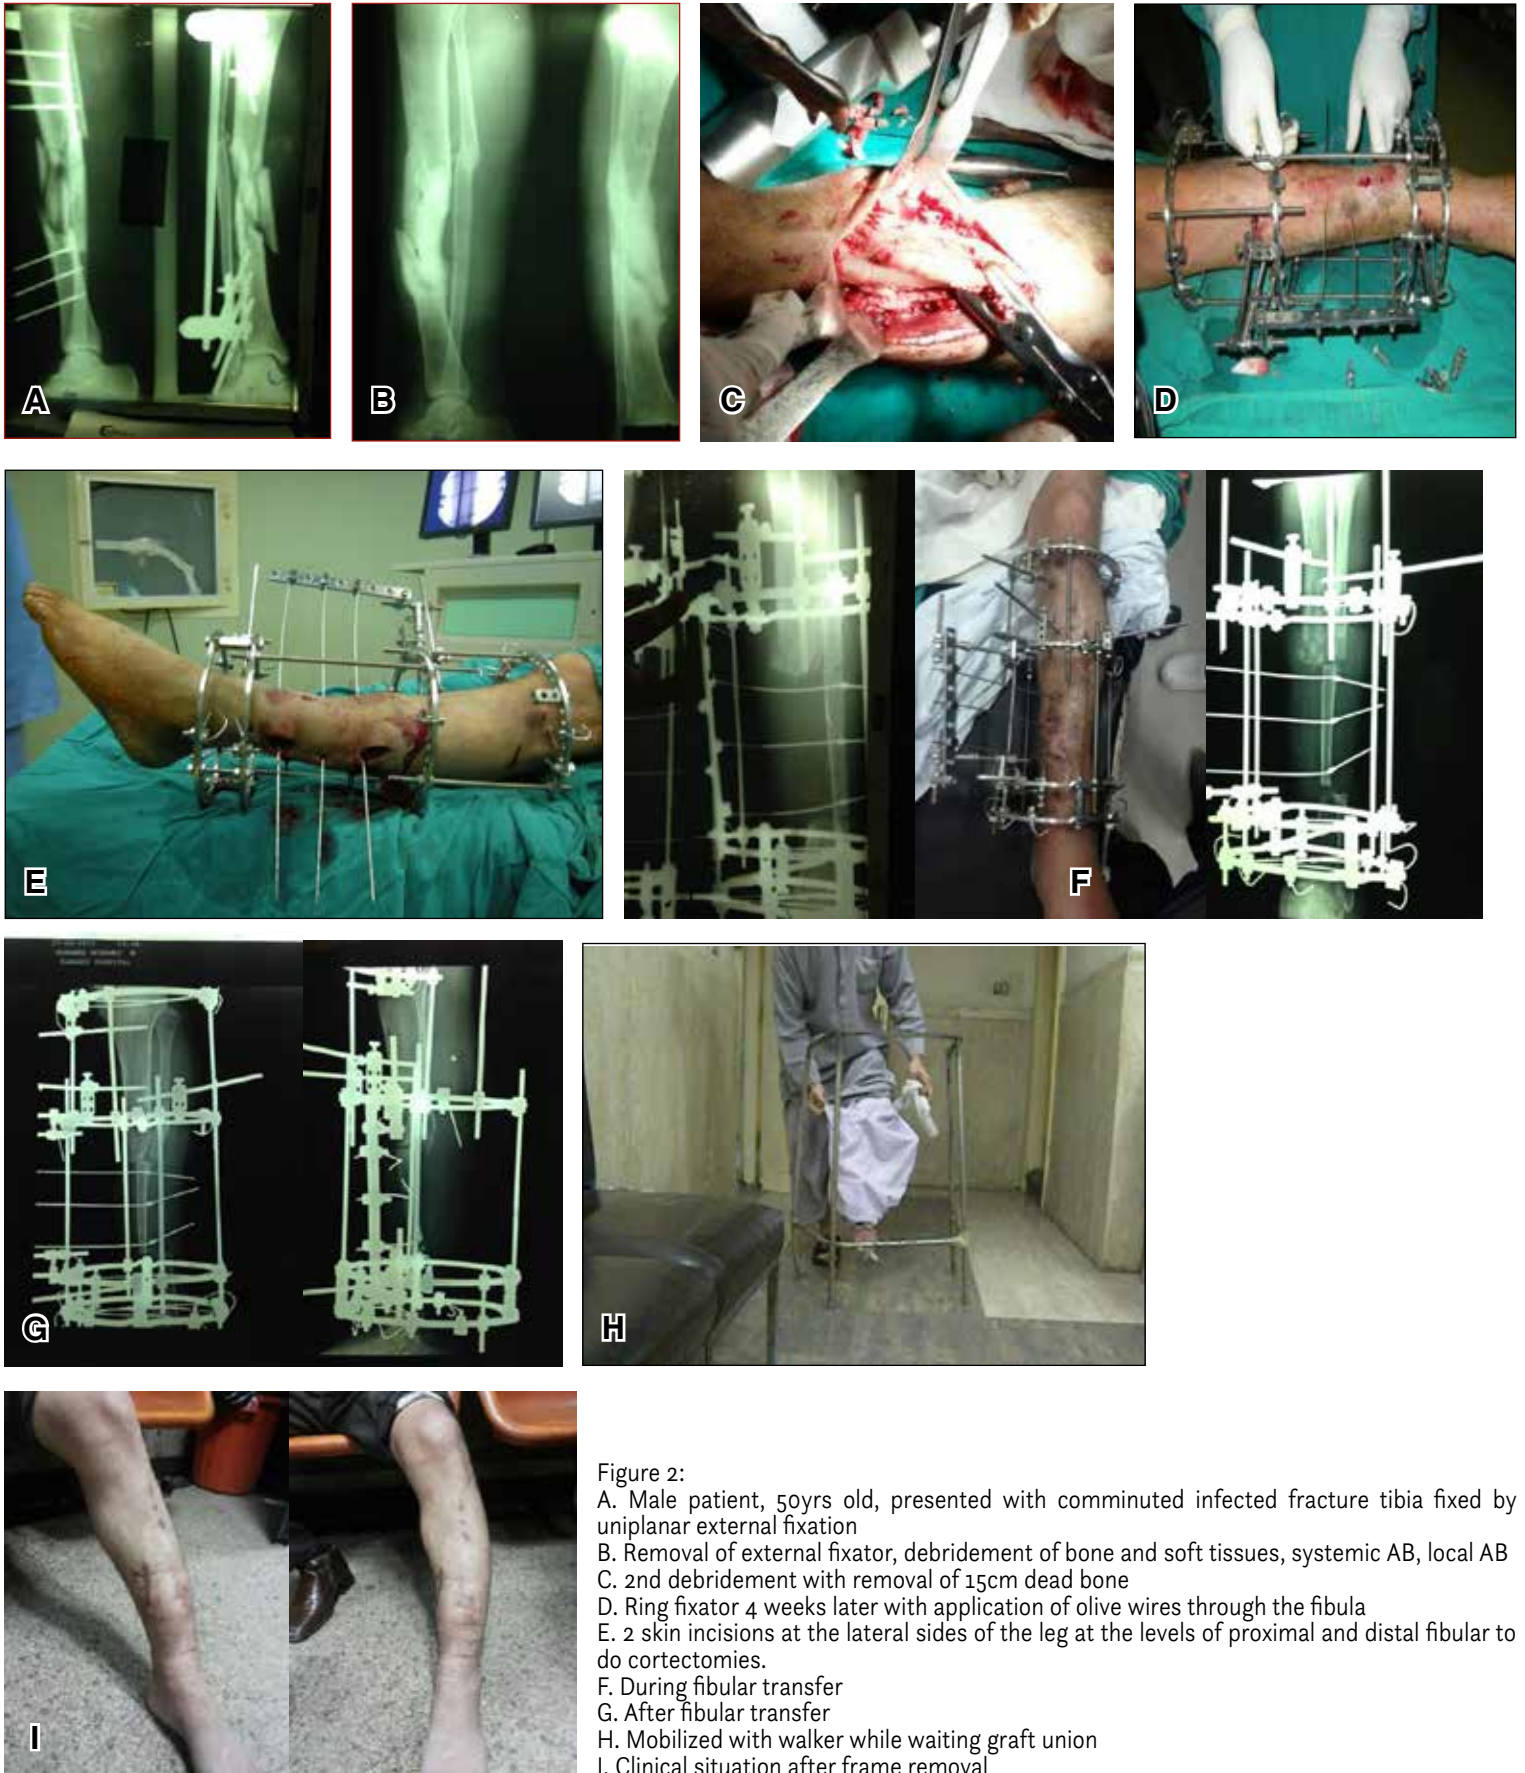 A
B
C
D
E
F
G
H
I
Figure 2:
A. Male patient, 50yrs old, presented with comminuted infected fracture tibia fixed by
uniplanar external fixation
B. Removal of external fixator, debridement of bone and soft tissues, systemic AB, local AB
C. 2nd debridement with removal of 15cm dead bone
D. Ring fixator 4 weeks later with application of olive wires through the fibula
E. 2 skin incisions at the lateral sides of the leg at the levels of proximal and distal fibular to
do cortectomies.
F. During fibular transfer
G. After fibular transfer
H. Mobilized with walker while waiting graft union
I. Clinical situation after frame removal